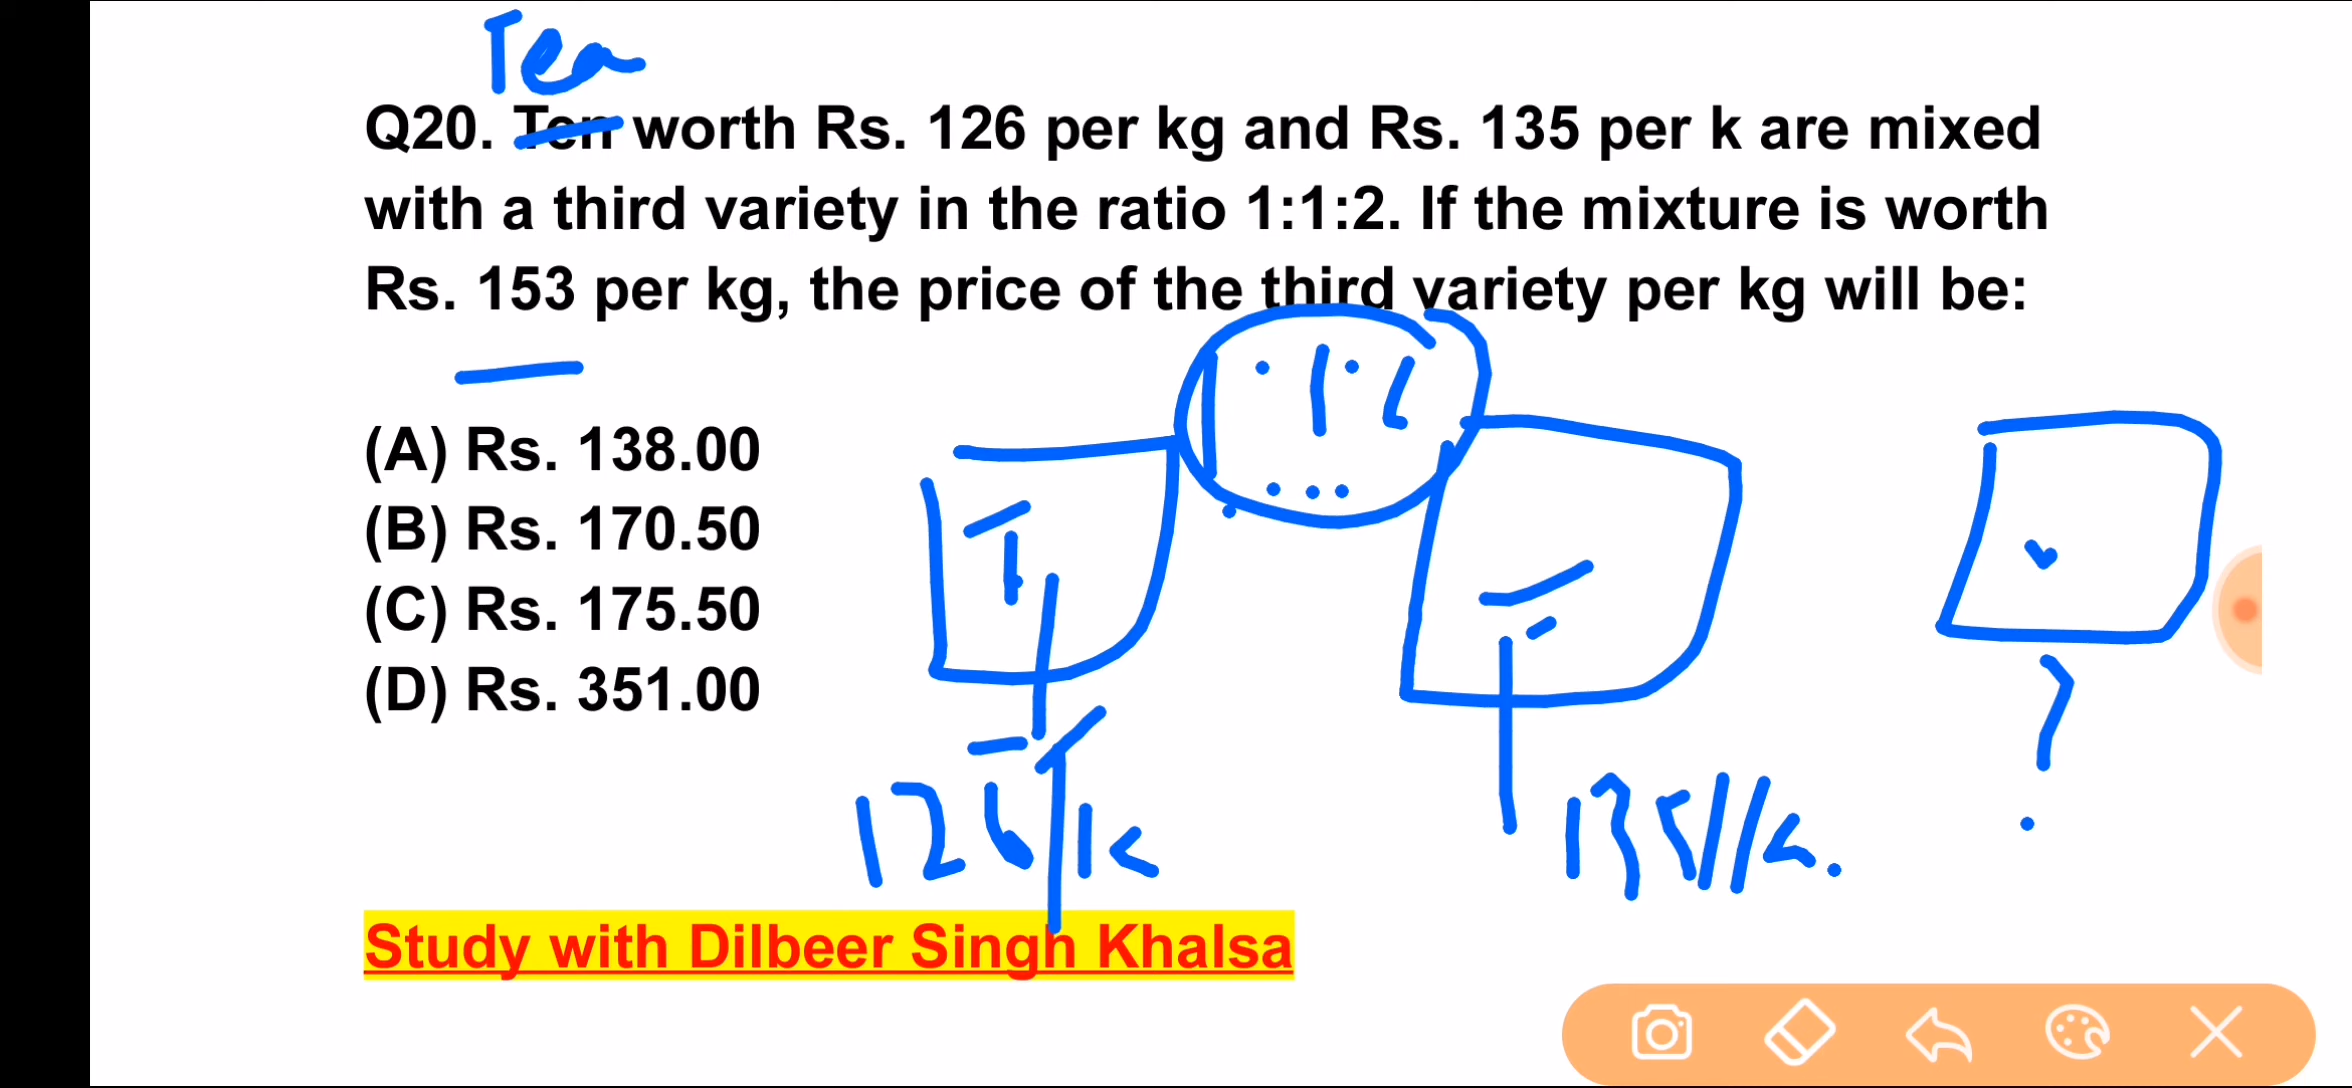 Tea
Q20. Ten worth Rs. 126 per kg and Rs. 135 per k are mixed
with a third variety in the ratio 1:1:2. If the mixture is worth
Rs. 153 per kg, the price of the third variety per kg will be:
(A) Rs. 138.00
(B) Rs. 170.50
(C) Rs. 175.50
(D) Rs. 351.00
?
126/k 135/k.
Study with Dilbeer Singh Khalsa